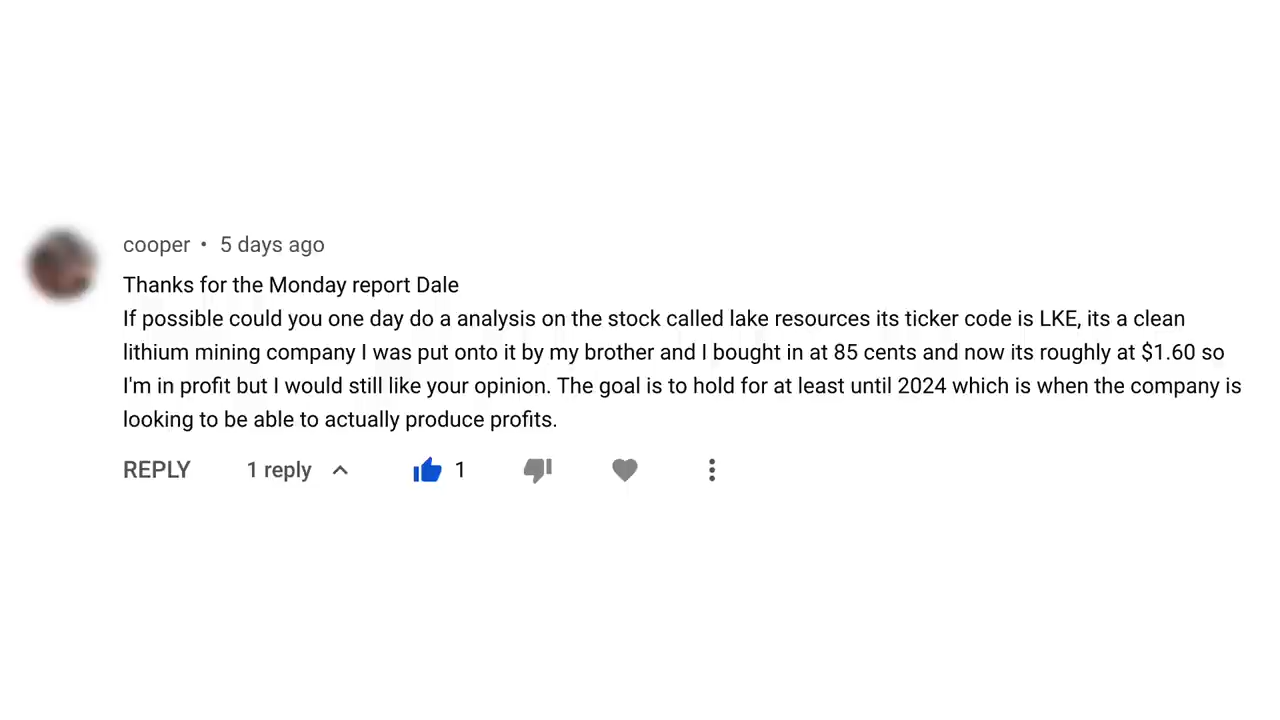 cooper • 5 days ago
Thanks for the Monday report Dale
If possible could you one day do a analysis on the stock called lake resources its ticker code is LKE, its a clean
lithium mining company I was put onto it by my brother and I bought in at 85 cents and now its roughly at $1.60 so
I'm in profit but I would still like your opinion. The goal is to hold for at least until 2024 which is when the company is
looking to be able to actually produce profits.
REPLY 1 reply 1